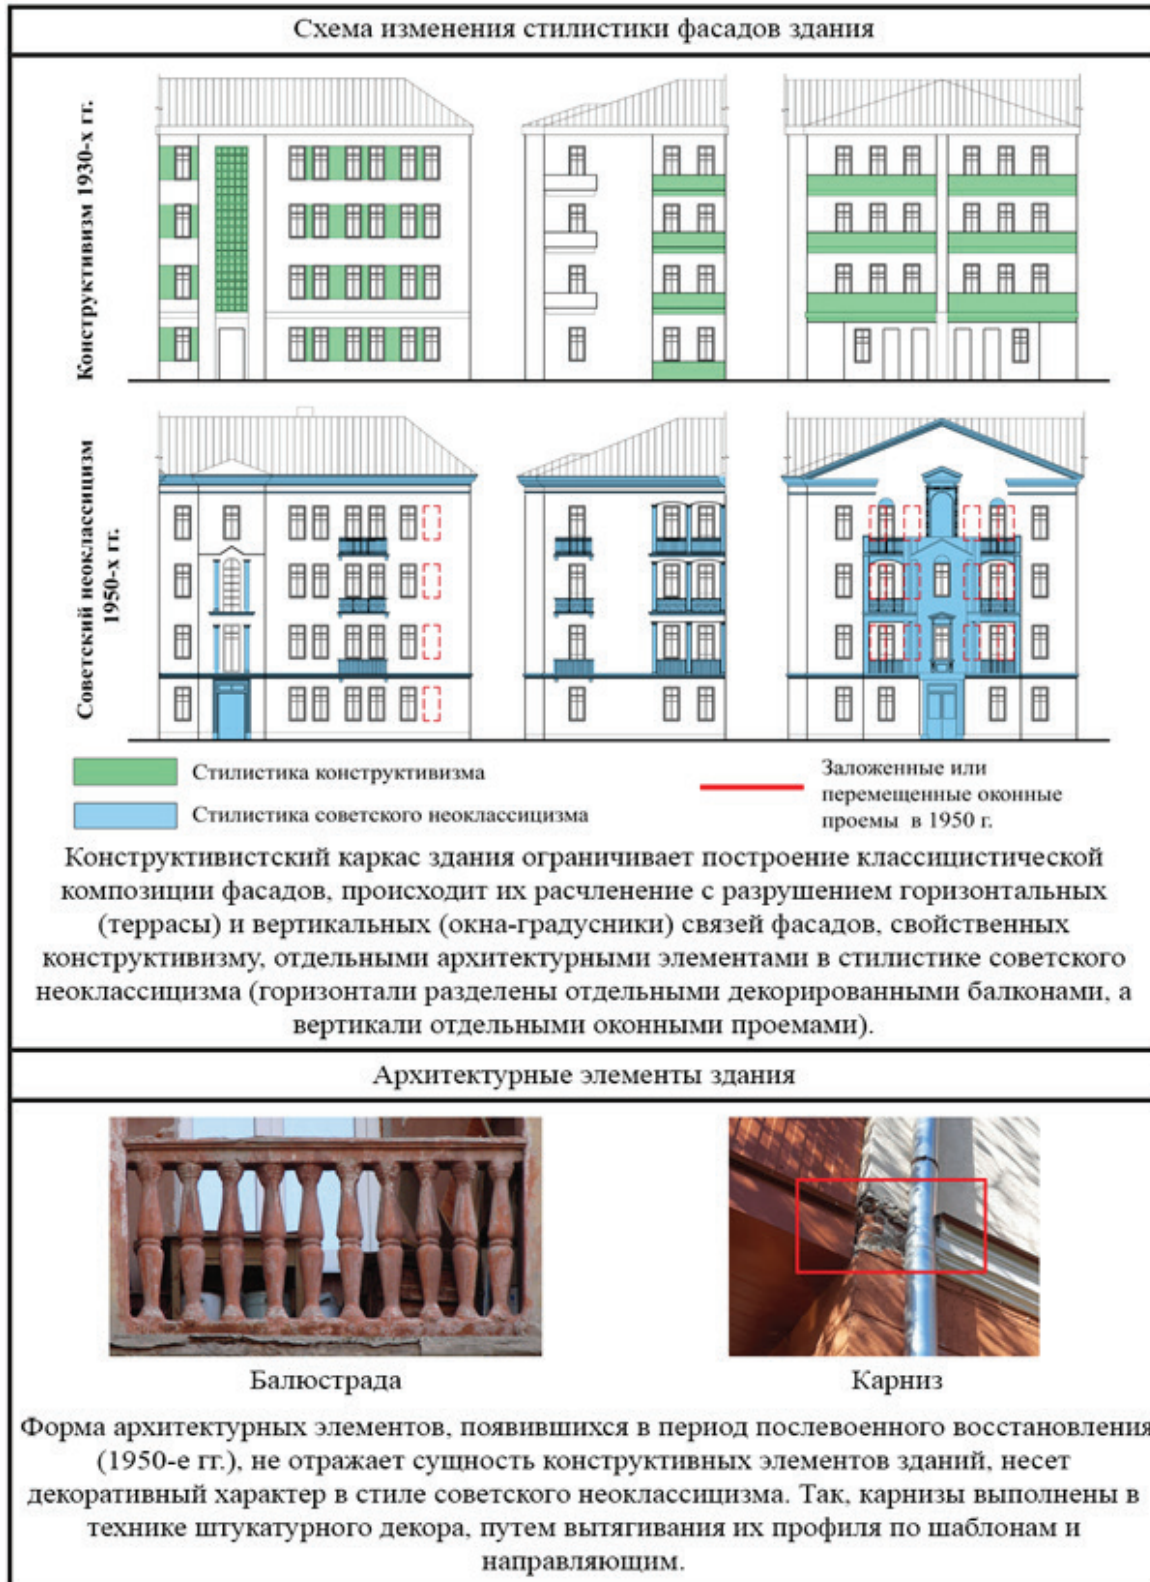 Схема изменения стилистики фасадов здания
Конструктивизм 1930-х гг.
Советский неоклассицизм
1950-х гг.
Стилистика конструктивизма
Стилистика советского неоклассицизма
Заложенные или
перемещенные оконные
проемы в 1950 г.
Конструктивистский каркас здания ограничивает построение классицистической
композиции фасадов, происходит их расчленение с разрушением горизонтальных
(террасы) и вертикальных (окна-градусники) связей фасадов, свойственных
конструктивизму, отдельными архитектурными элементами в стилистике советского
неоклассицизма (горизонтали разделены отдельными декорированными балконами, а
вертикали отдельными оконными проемами).
Архитектурные элементы здания
Балюстрада
Карниз
Форма архитектурных элементов, появившихся в период послевоенного восстановления
(1950-е гг.), не отражает сущность конструктивных элементов зданий, несет
декоративный характер в стиле советского неоклассицизма. Так, карнизы выполнены в
технике штукатурного декора, путем вытягивания их профиля по шаблонам и
направляющим.